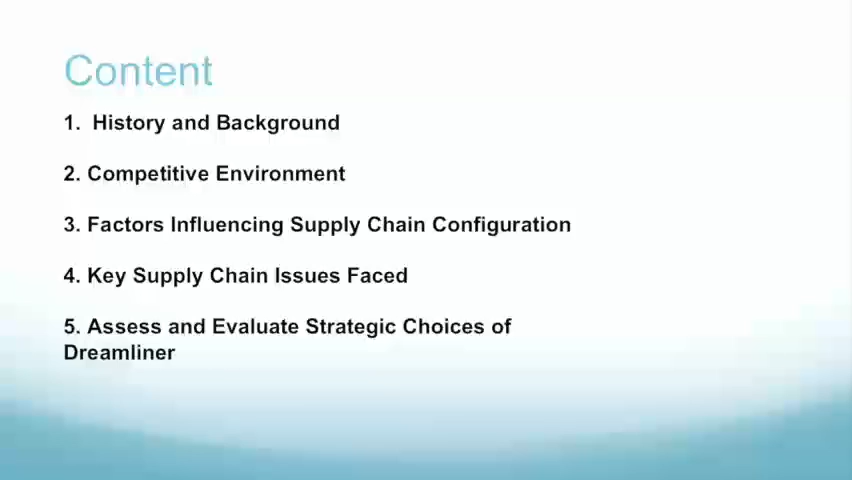 Content
1. History and Background
2. Competitive Environment
3. Factors Influencing Supply Chain Configuration
4. Key Supply Chain Issues Faced
5. Assess and Evaluate Strategic Choices of
Dreamliner